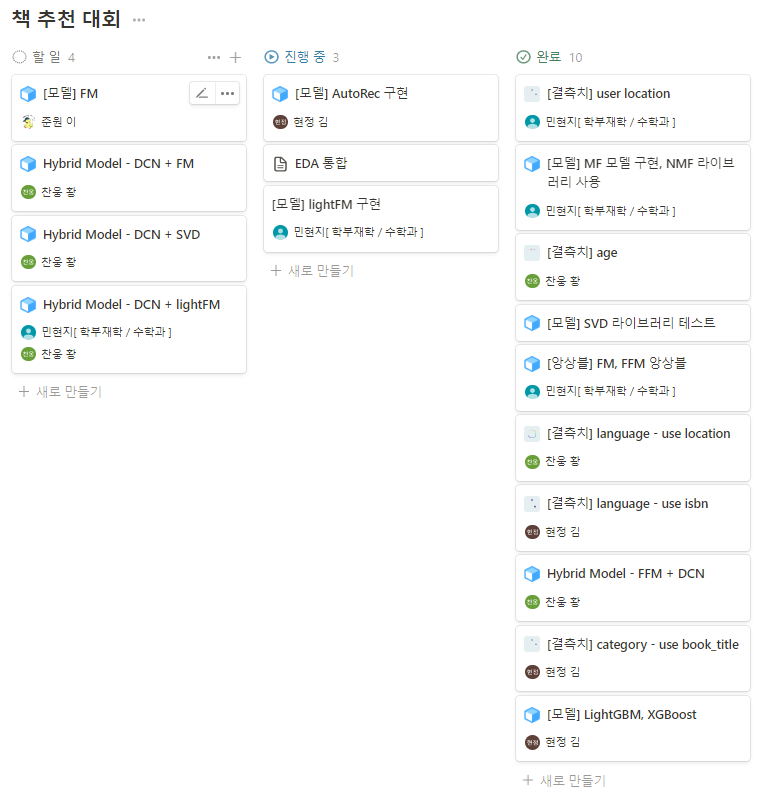 책 추천 대회
할 일 4
[모델] FM
준원 이
Hybrid Model - DCN + FM
찬웅 황
Hybrid Model - DCN + SVD
찬웅 황
Hybrid Model - DCN + lightFM
민현지[ 학부재학 / 수학과 ]
찬웅 황
새로 만들기
진행 중 3
[모델] AutoRec 구현
현정 김
EDA 통합
[모델] lightFM 구현
민현지[ 학부재학 / 수학과 ]
새로 만들기
완료 10
[결측치] user location
민현지[ 학부재학 / 수학과 ]
[모델] MF 모델 구현, NMF 라이브
러리 사용
민현지[ 학부재학 / 수학과 ]
[결측치] age
찬웅 황
[모델] SVD 라이브러리 테스트
[앙상블] FM, FFM 앙상블
민현지[ 학부재학 / 수학과 ]
[결측치] language - use location
찬웅 황
[결측치] language - use isbn
현정 김
Hybrid Model - FFM + DCN
찬웅 황
[결측치] category - use book_title
현정 김
[모델] LightGBM, XGBoost
현정 김
새로 만들기